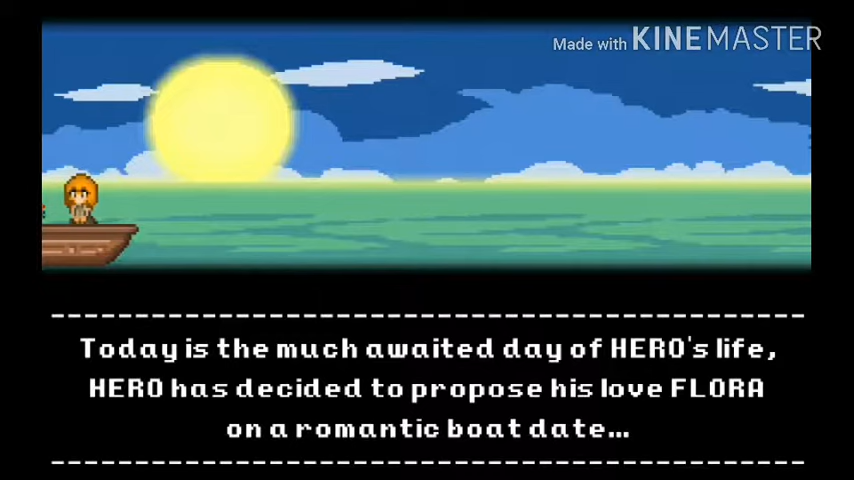 Made with KINEMASTER
Today is the much awaited day of HERO's life,
HERO has decided to propose his love FLORA
on a romantic boat date...